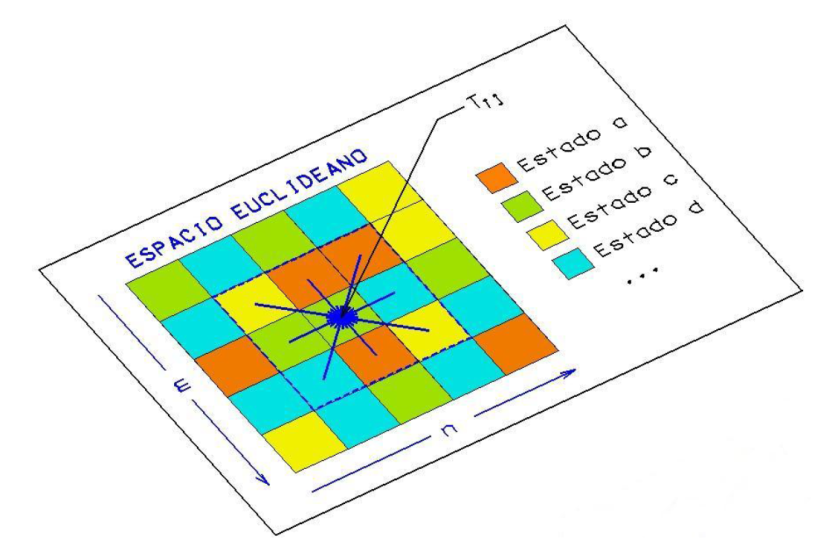 ESPACIO EUCLIDEANO
Tij
Estado a
Estado b
Estado c
Estado d
...
m
n